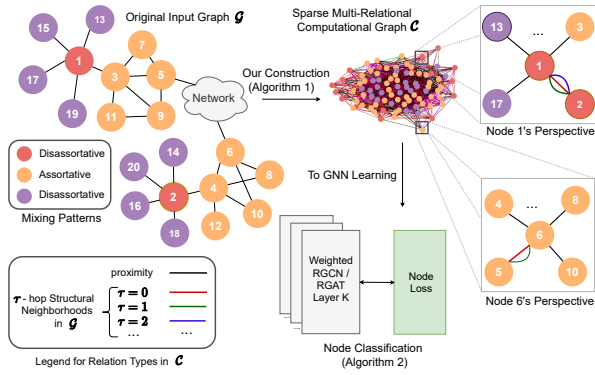 Original Input Graph 𝓖
15
13
7
1
3
5
17
19
11
9
Network
6
14
20
4
8
2
16
10
18
12
Disassortative
Assortative
Disassortative
Mixing Patterns
Our Construction
(Algorithm 1)
Sparse Multi-Relational
Computational Graph 𝓒
13
...
3
1
17
2
Node 1's Perspective
4
...
8
6
5
10
Node 6's Perspective
To GNN Learning
Weighted
RGCN /
RGAT
Layer K
...
...
Node
Loss
Node Classification
(Algorithm 2)
proximity
τ - hop Structural
Neighborhoods
in 𝓖
τ = 0
τ = 1
τ = 2
...
...
Legend for Relation Types in 𝓒